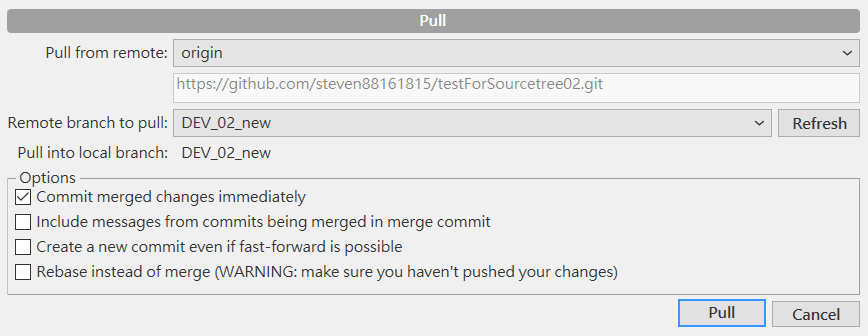 Pull
Pull from remote: origin
https://github.com/steven88161815/testForSourcetree02.git
Remote branch to pull: DEV_02_new Refresh
Pull into local branch: DEV_02_new
Options
Commit merged changes immediately
Include messages from commits being merged in merge commit
Create a new commit even if fast-forward is possible
Rebase instead of merge (WARNING: make sure you haven't pushed your changes)
Pull Cancel